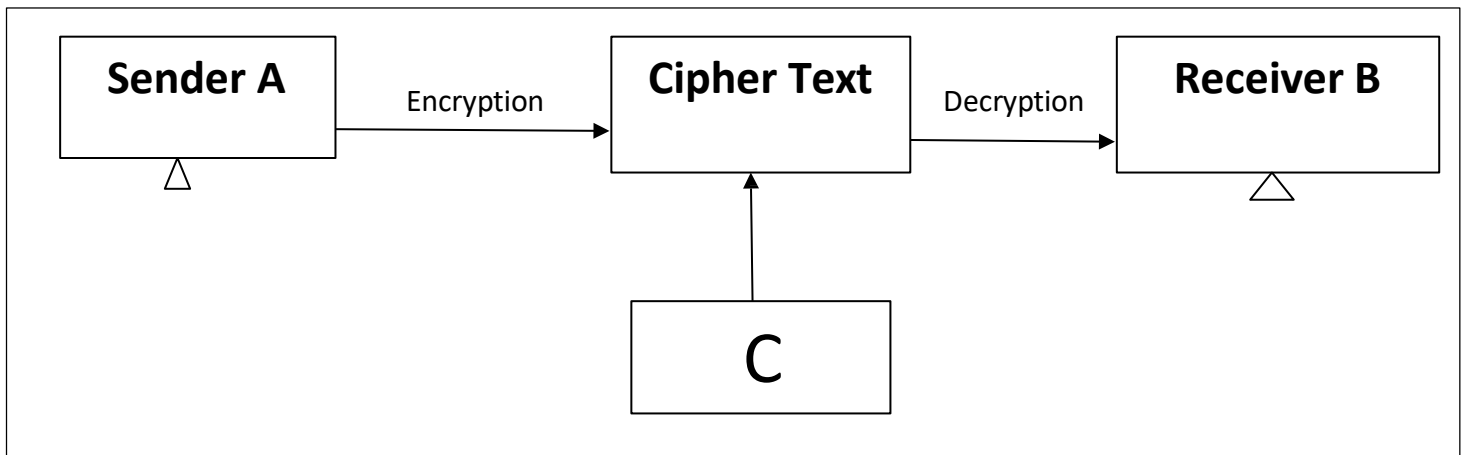 Sender A
Encryption
Cipher Text
Decryption
Receiver B
C